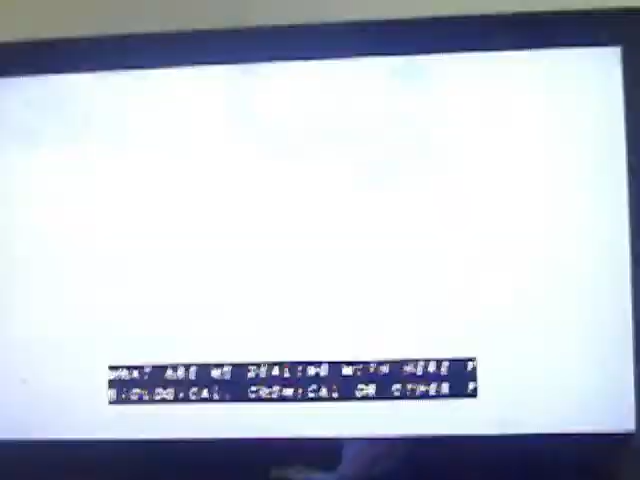 WHAT ARE WE DEALING WITH HERE ?
BIOLOGICAL, CHEMICAL OR OTHER ?